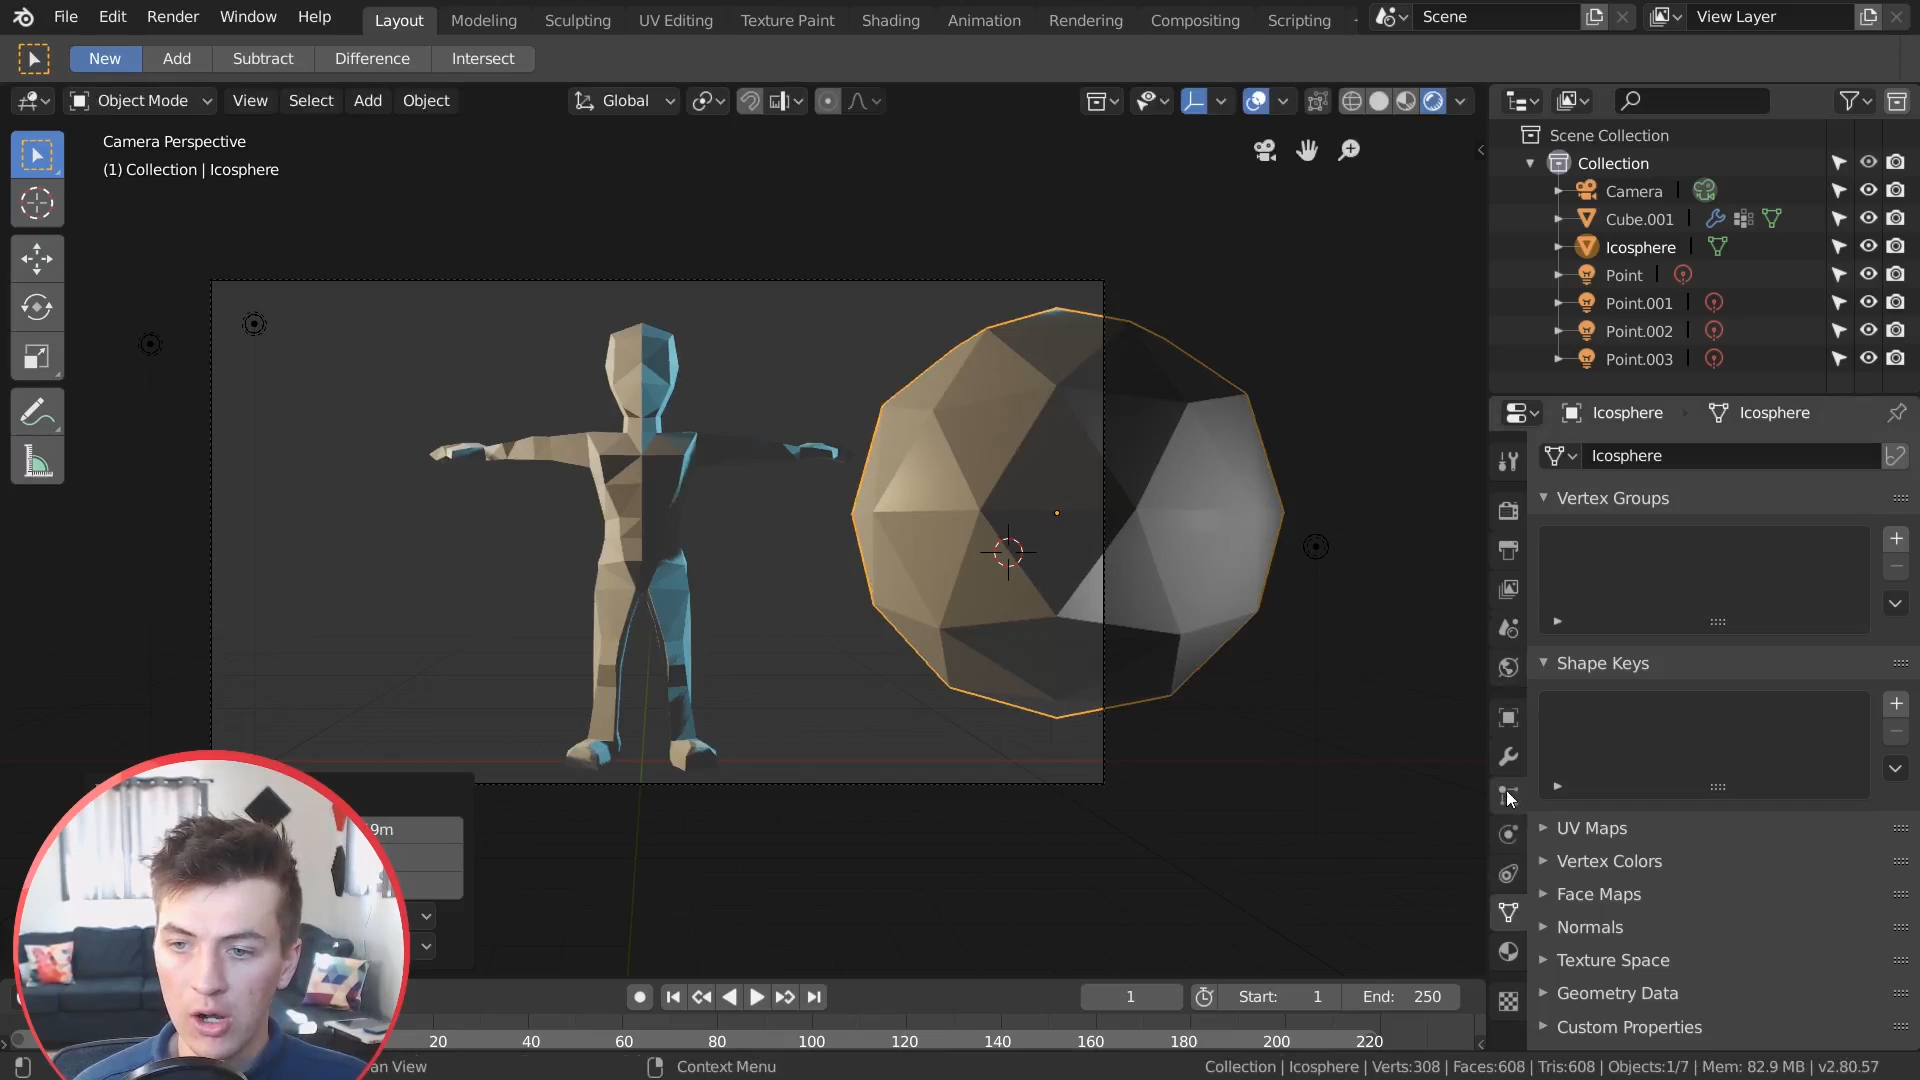 File Edit Render Window Help Layout Modeling Sculpting UV Editing Texture Paint Shading Animation Rendering Compositing Scripting Scene View Layer
New Add Subtract Difference Intersect
Object Mode View Select Add Object Global
Camera Perspective
(1) Collection | Icosphere
Scene Collection
Collection
Camera
Cube.001
Icosphere
Point
Point.001
Point.002
Point.003
Icosphere Icosphere
Icosphere
Vertex Groups
Shape Keys
UV Maps
Vertex Colors
Face Maps
Normals
Texture Space
Geometry Data
Custom Properties
9m
1 Start: 1 End: 250
20 40 60 80 100 120 140 160 180 200 220
an View Context Menu Collection | Icosphere | Verts:308 | Faces:608 | Tris:608 | Objects:1/7 | Mem: 82.9 MB | v2.80.57